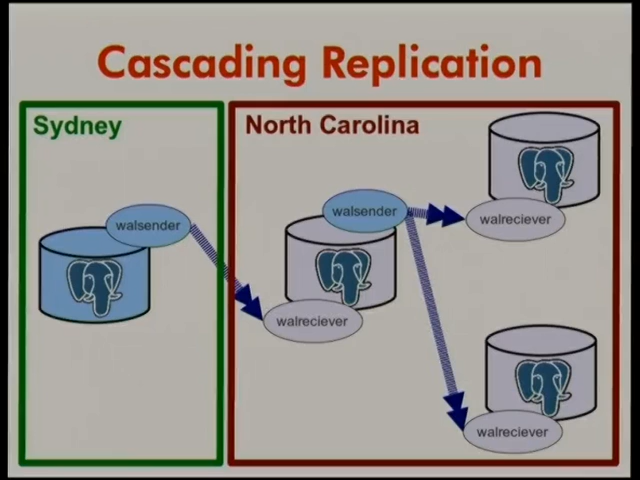 Cascading Replication
Sydney
North Carolina
walsender
walsender
walreciever
walreciever
walreciever